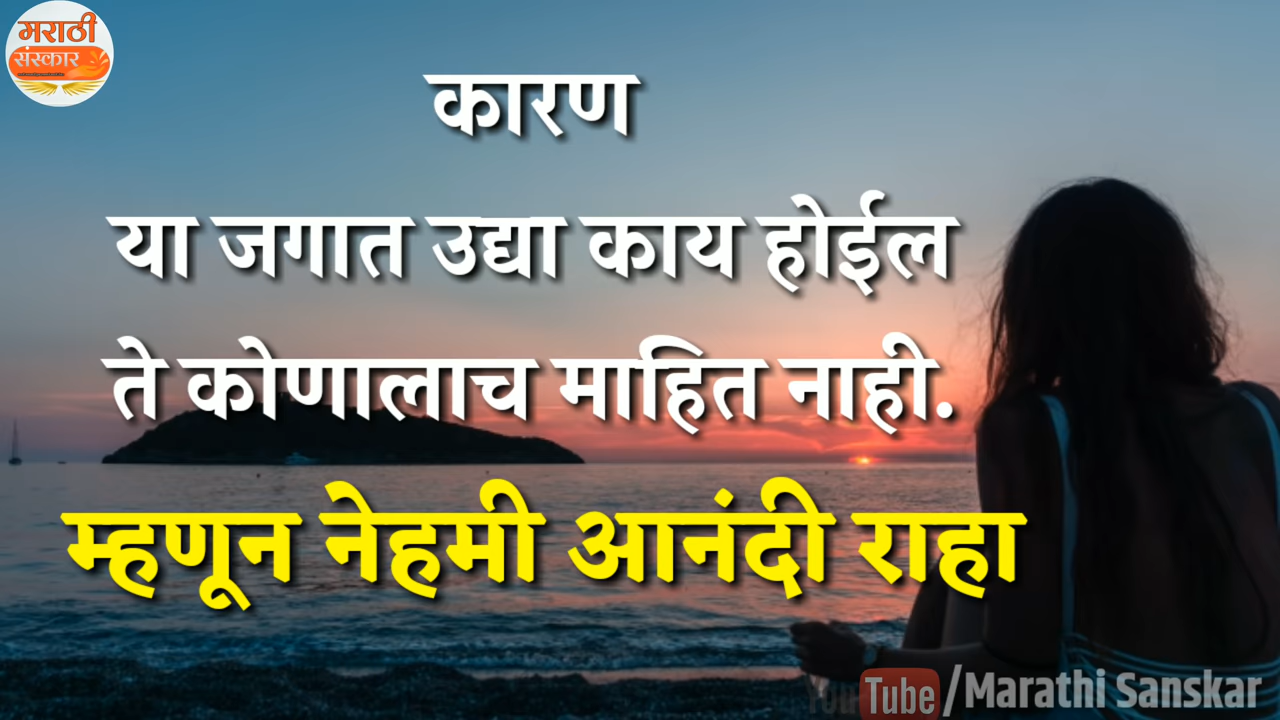 मराठी
संस्कार
कारण
या जगात उद्या काय होईल
ते कोणालाच माहित नाही.
म्हणून नेहमी आनंदी राहा
YouTube/Marathi Sanskar